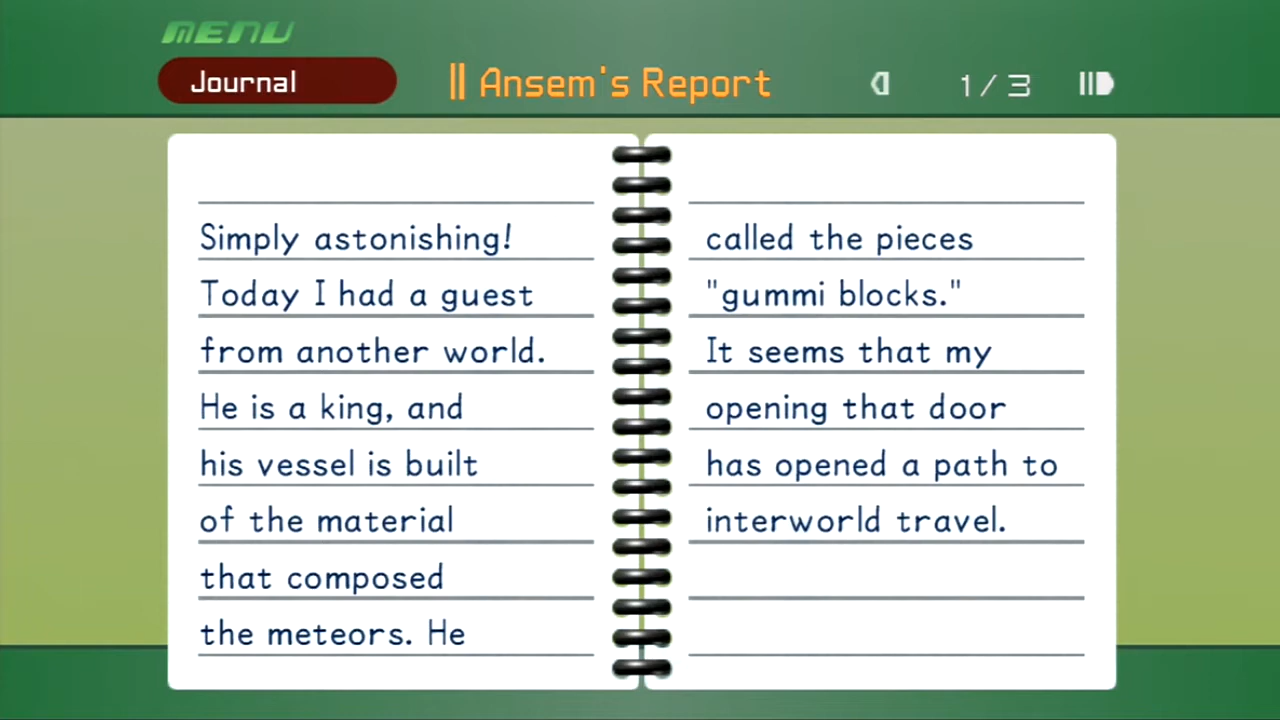 MENU
Journal
Ansem's Report
1/3
Simply astonishing!
Today I had a guest
from another world.
He is a king, and
his vessel is built
of the material
that composed
the meteors. He
called the pieces
"gummi blocks."
It seems that my
opening that door
has opened a path to
interworld travel.